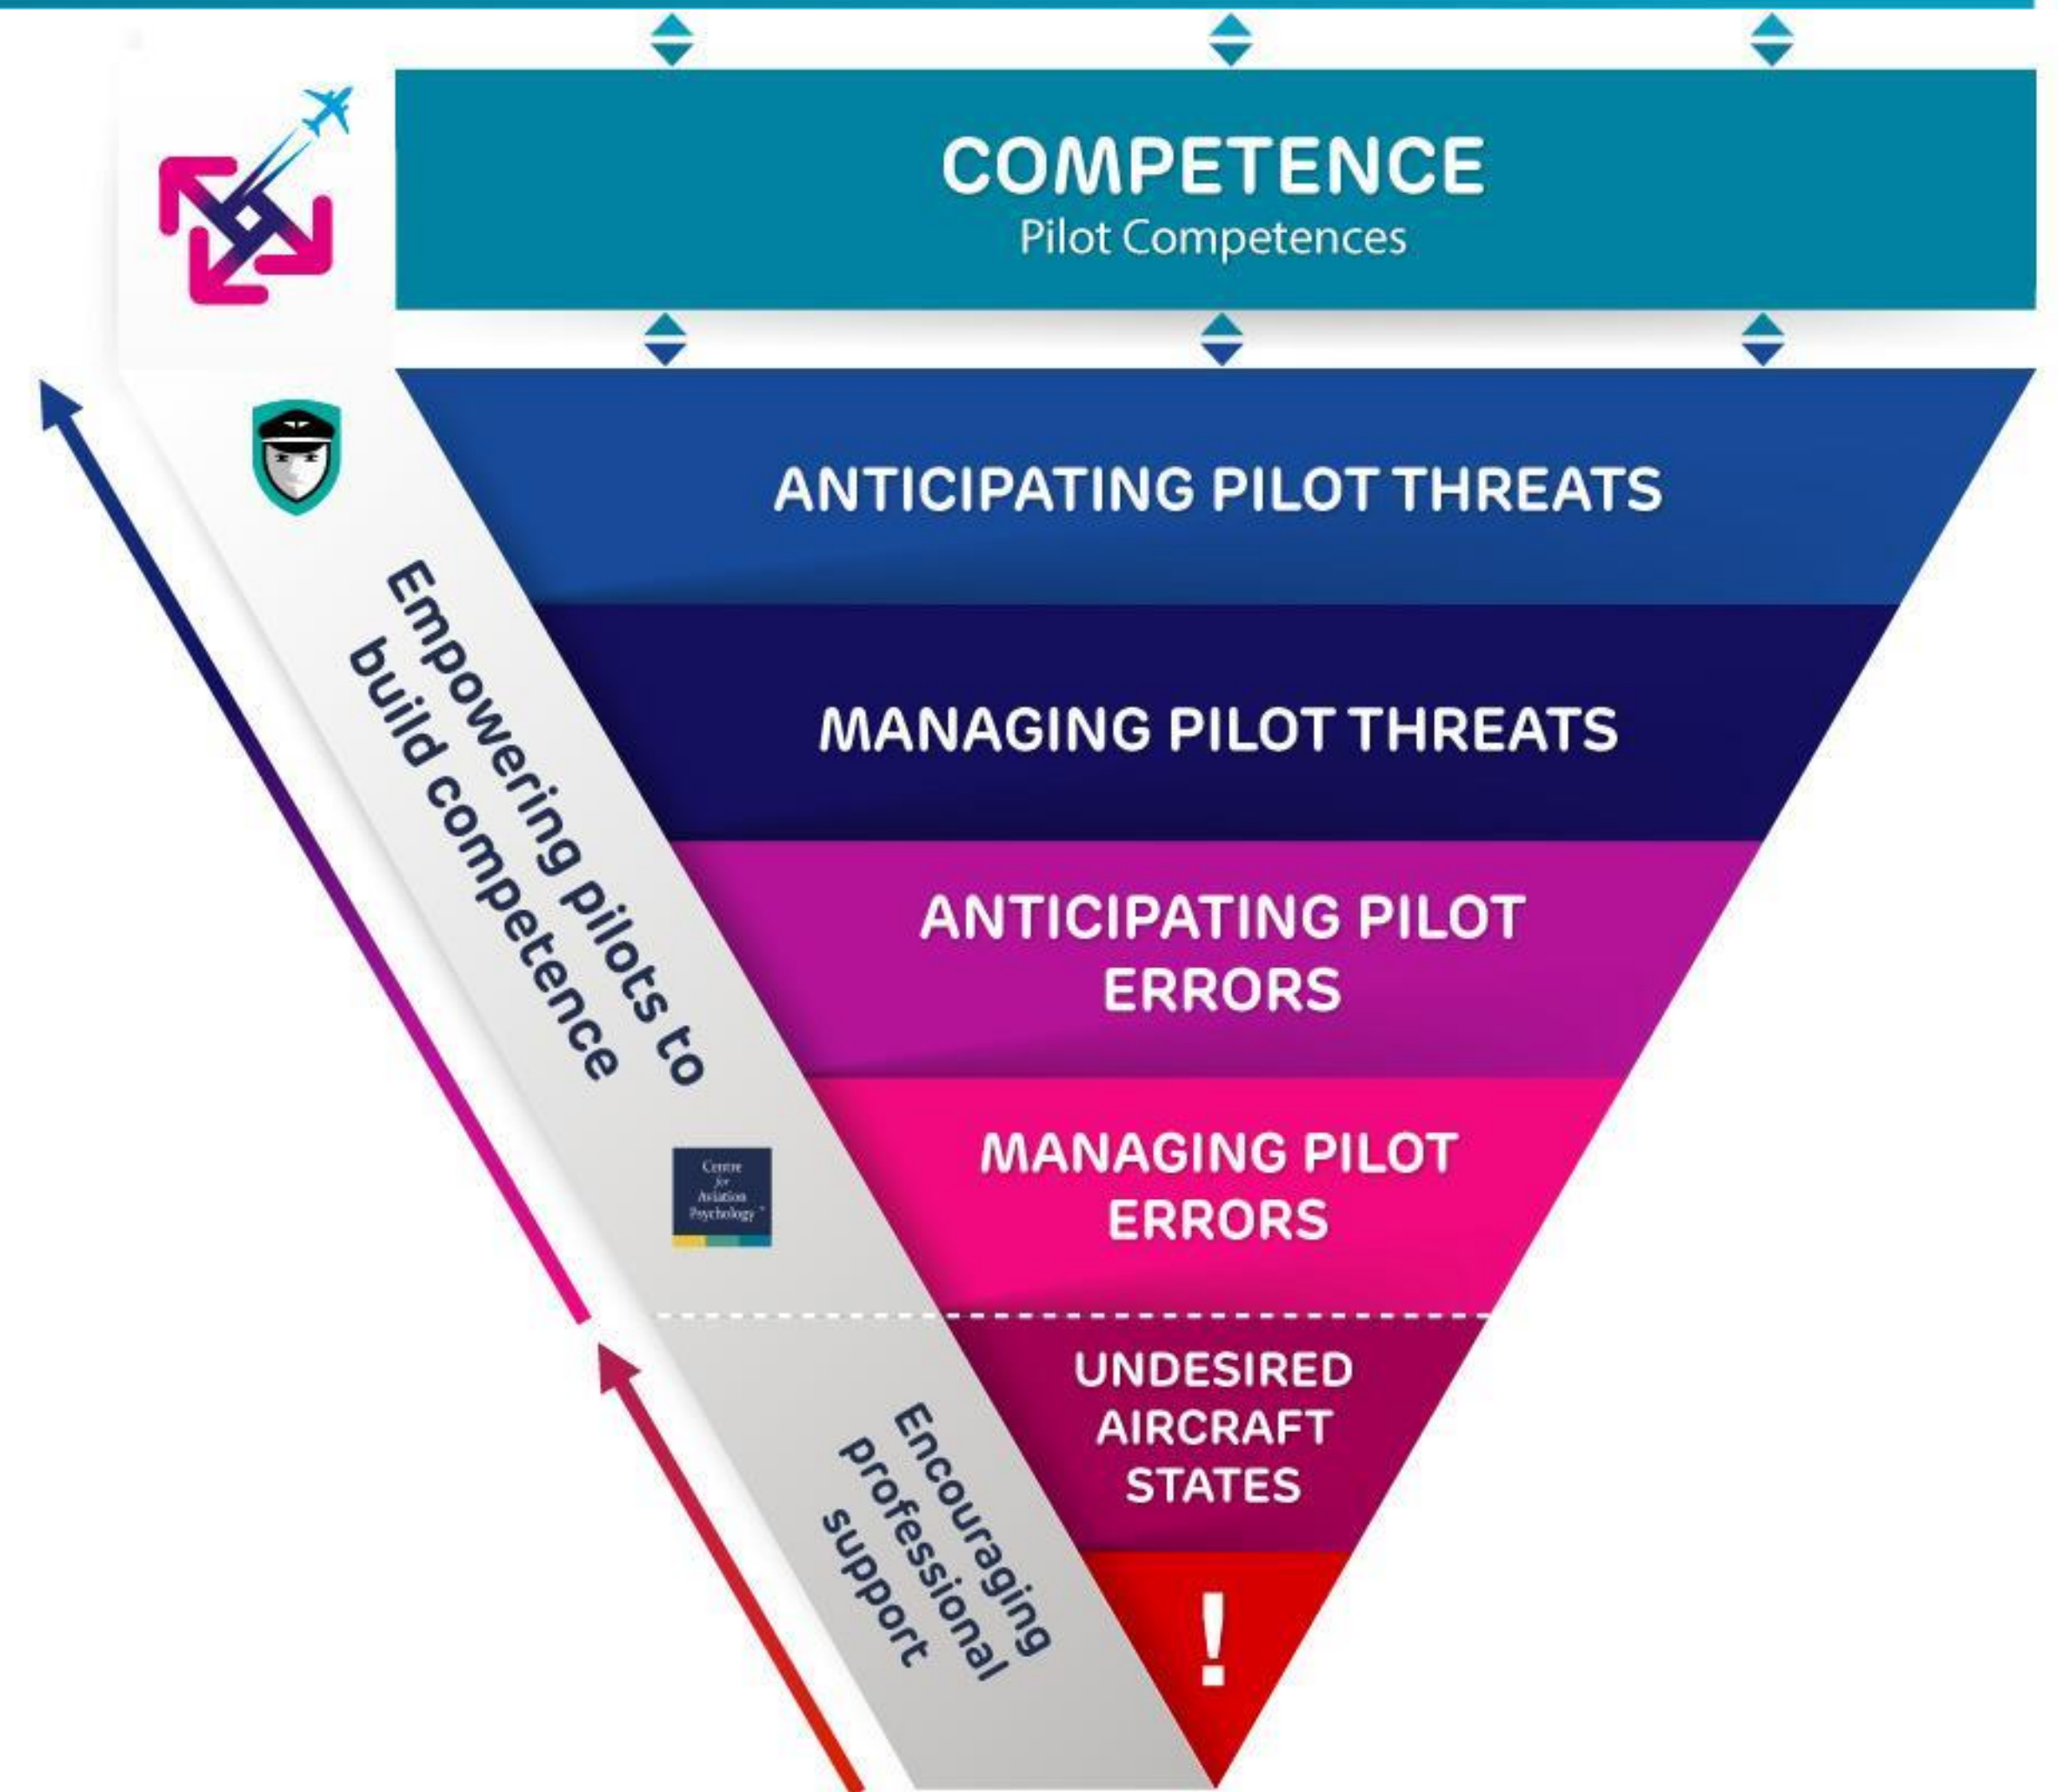 COMPETENCE
Pilot Competences
ANTICIPATING PILOT THREATS
MANAGING PILOT THREATS
ANTICIPATING PILOT
ERRORS
MANAGING PILOT
ERRORS
UNDESIRED
AIRCRAFT
STATES
!
Empowering pilots to
build competence
Centre
for
Aviation
Psychology
Encouraging
professional
support